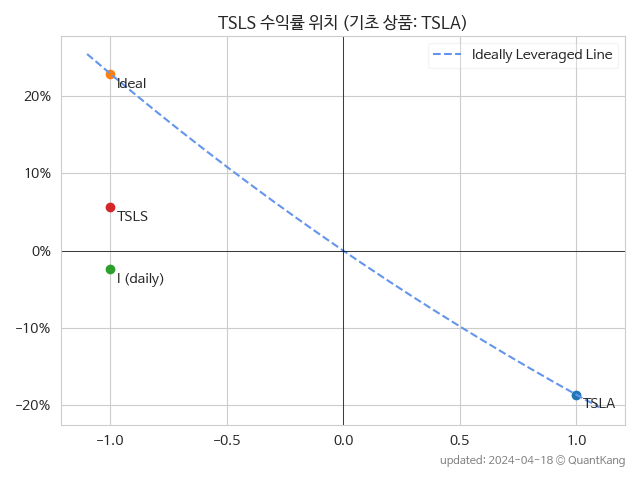 TSLS 수익률 위치 (기초 상품: TSLA)
Ideally Leveraged Line
Ideal
20%
10%
TSLS
0%
I (daily)
-10%
TSLA
-20%
-1.0 -0.5 0.0 0.5 1.0
updated: 2024-04-18 © QuantKang